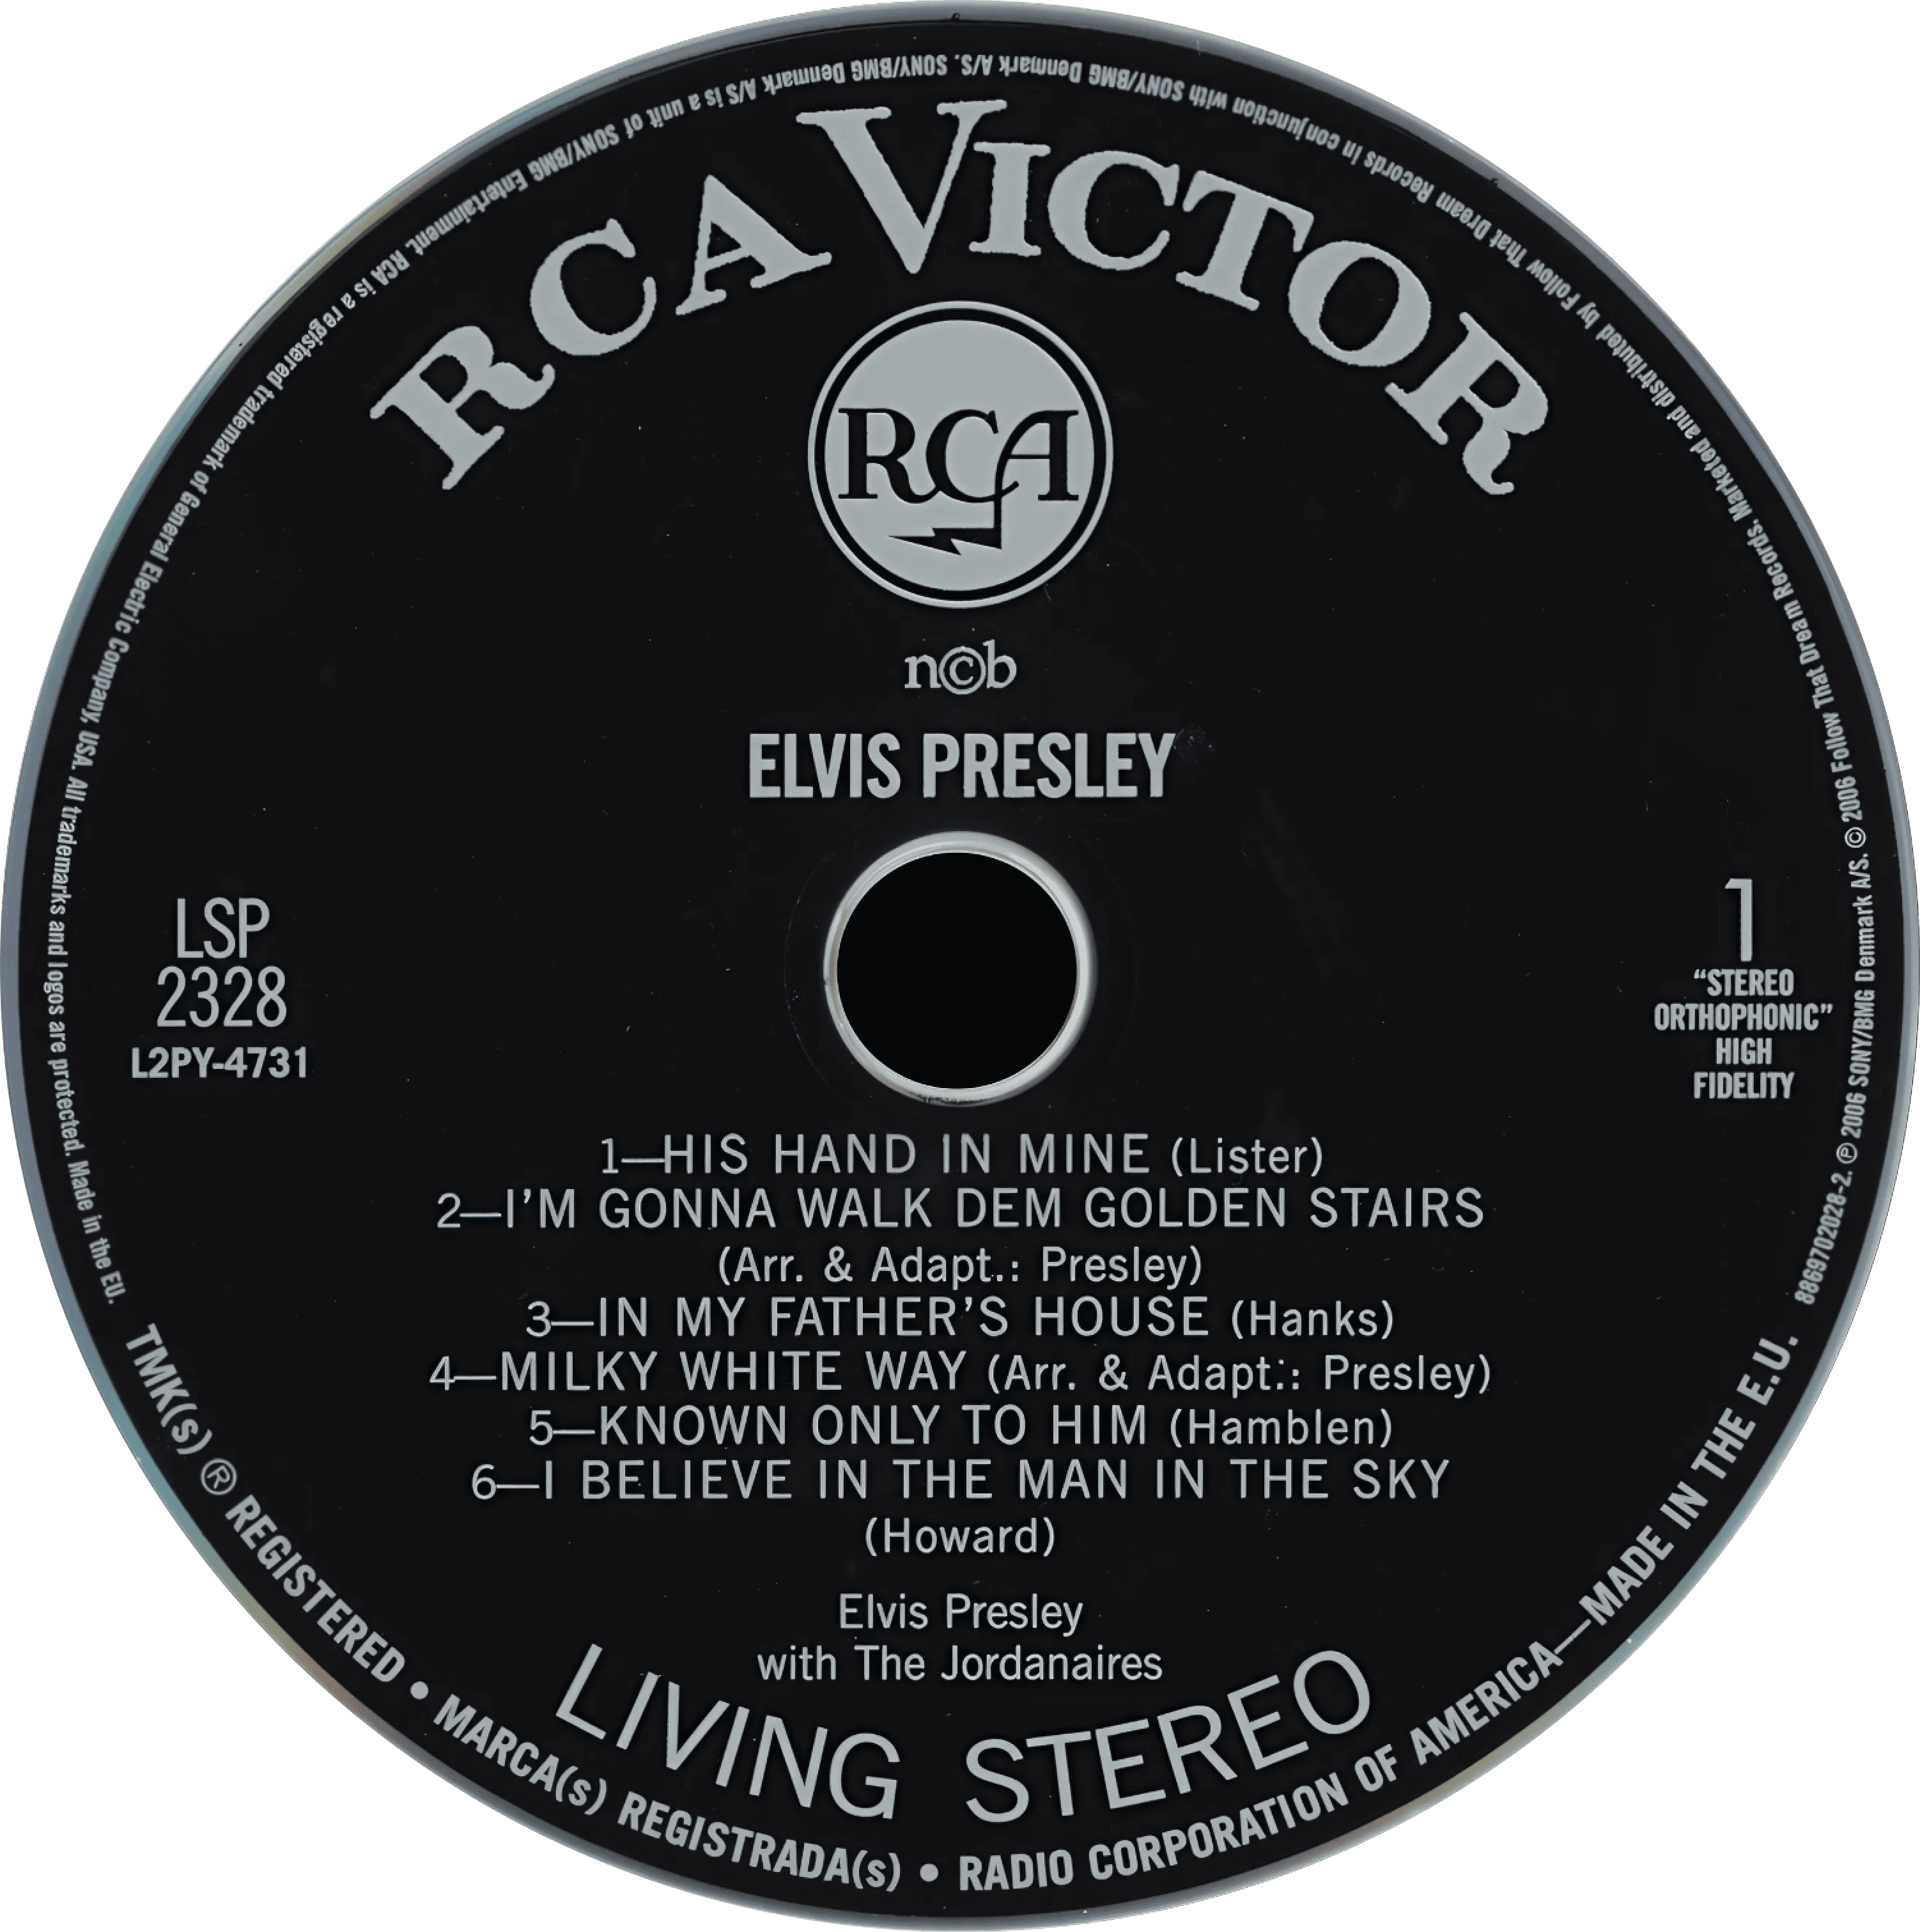 RCA VICTOR
RCA
n©b
ELVIS PRESLEY
LSP
2328
L2PY-4731
1
“STEREO
ORTHOPHONIC”
HIGH
FIDELITY
1—HIS HAND IN MINE (Lister)
2—I’M GONNA WALK DEM GOLDEN STAIRS
(Arr. & Adapt.: Presley)
3—IN MY FATHER’S HOUSE (Hanks)
4—MILKY WHITE WAY (Arr. & Adapt.: Presley)
5—KNOWN ONLY TO HIM (Hamblen)
6—I BELIEVE IN THE MAN IN THE SKY
(Howard)
Elvis Presley
with The Jordanaires
LIVING STEREO
TMK(s) ® REGISTERED • MARCA(s) REGISTRADA(s) • RADIO CORPORATION OF AMERICA—MADE IN THE E.U.
8869702028-2. ℗ 2006 SONY/BMG Denmark A/S. © 2006 Follow That Dream Records. Marketed and distributed by Follow That Dream Records in conjunction with SONY/BMG Denmark A/S. SONY/BMG Denmark A/S is a unit of SONY/BMG Entertainment. RCA is a registered trademark of General Electric Company, USA. All trademarks and logos are protected. Made in the EU.